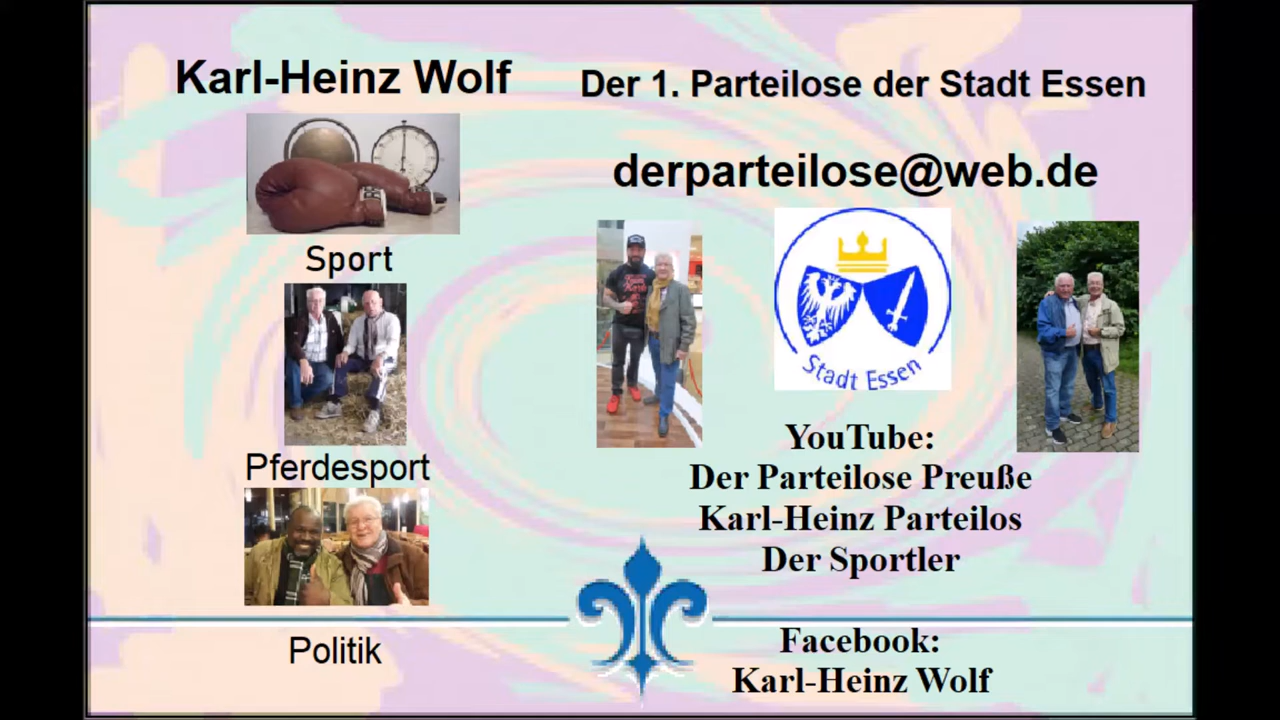 Karl-Heinz Wolf
Der 1. Parteilose der Stadt Essen
derparteilose@web.de
Sport
Pferdesport
Politik
Stadt Essen
YouTube:
Der Parteilose Preuße
Karl-Heinz Parteilos
Der Sportler
Facebook:
Karl-Heinz Wolf